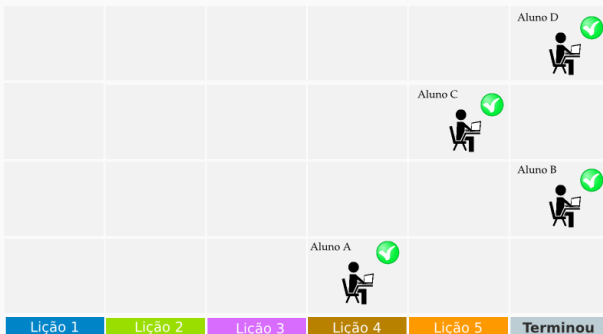 Aluno D
Aluno C
Aluno B
Aluno A
Lição 1 Lição 2 Lição 3 Lição 4 Lição 5 Terminou